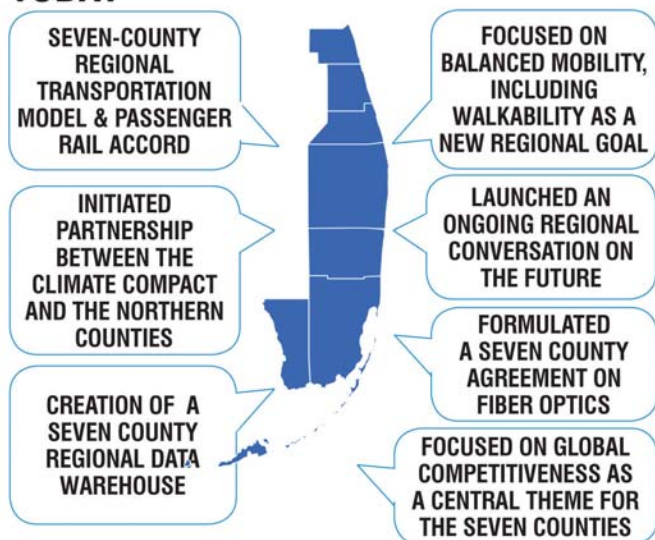 SEVEN-COUNTY
REGIONAL
TRANSPORTATION
MODEL & PASSENGER
RAIL ACCORD
INITIATED
PARTNERSHIP
BETWEEN THE
CLIMATE COMPACT
AND THE NORTHERN
COUNTIES
CREATION OF A
SEVEN COUNTY
REGIONAL DATA
WAREHOUSE
FOCUSED ON
BALANCED MOBILITY,
INCLUDING
WALKABILITY AS A
NEW REGIONAL GOAL
LAUNCHED AN
ONGOING REGIONAL
CONVERSATION ON
THE FUTURE
FORMULATED
A SEVEN COUNTY
AGREEMENT ON
FIBER OPTICS
FOCUSED ON GLOBAL
COMPETITIVENESS AS
A CENTRAL THEME FOR
THE SEVEN COUNTIES